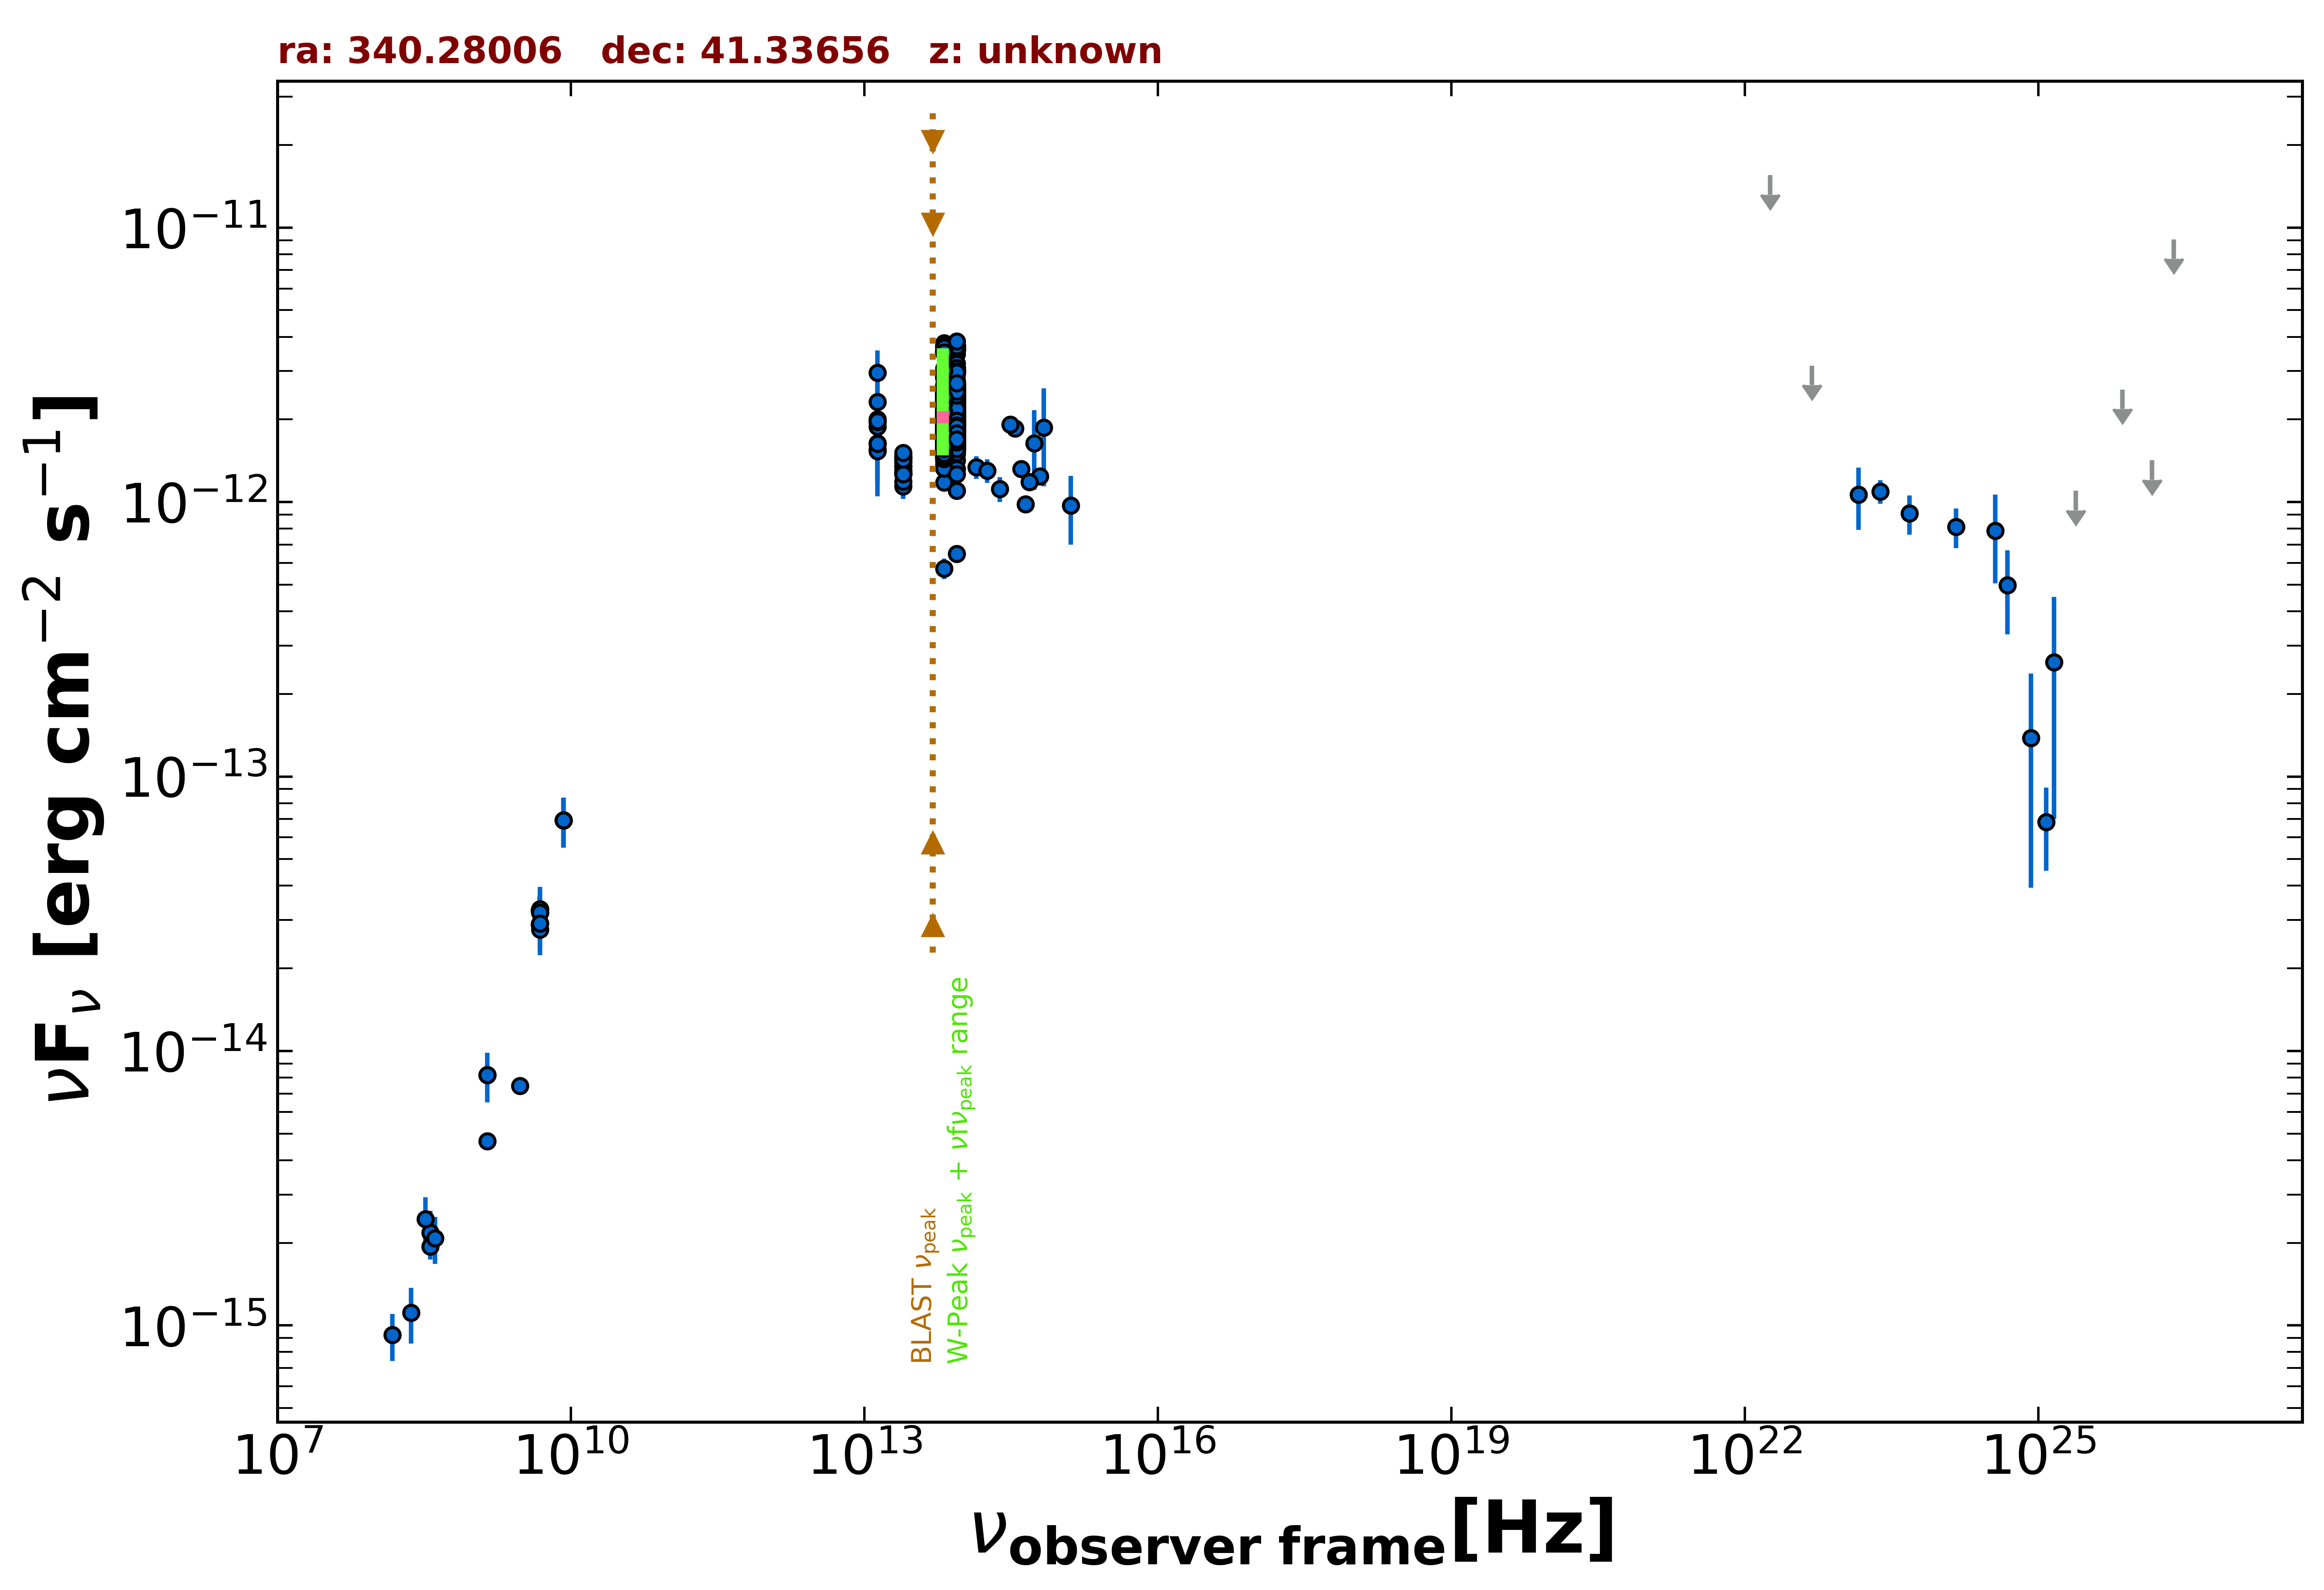 ra: 340.28006   dec: 41.33656   z: unknown
νFν [erg cm−2 s−1]
10−11
10−12
10−13
10−14
10−15
BLAST νpeak
W-Peak νpeak + νfνpeak range
107
1010
1013
1016
1019
1022
1025
νobserver frame[Hz]